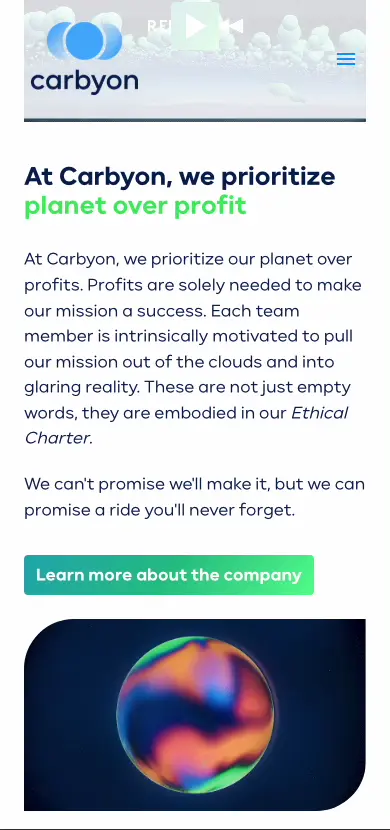 carbyon
At Carbyon, we prioritize
planet over profit
At Carbyon, we prioritize our planet over
profits. Profits are solely needed to make
our mission a success. Each team
member is intrinsically motivated to pull
our mission out of the clouds and into
glaring reality. These are not just empty
words, they are embodied in our Ethical
Charter.
We can't promise we'll make it, but we can
promise a ride you'll never forget.
Learn more about the company